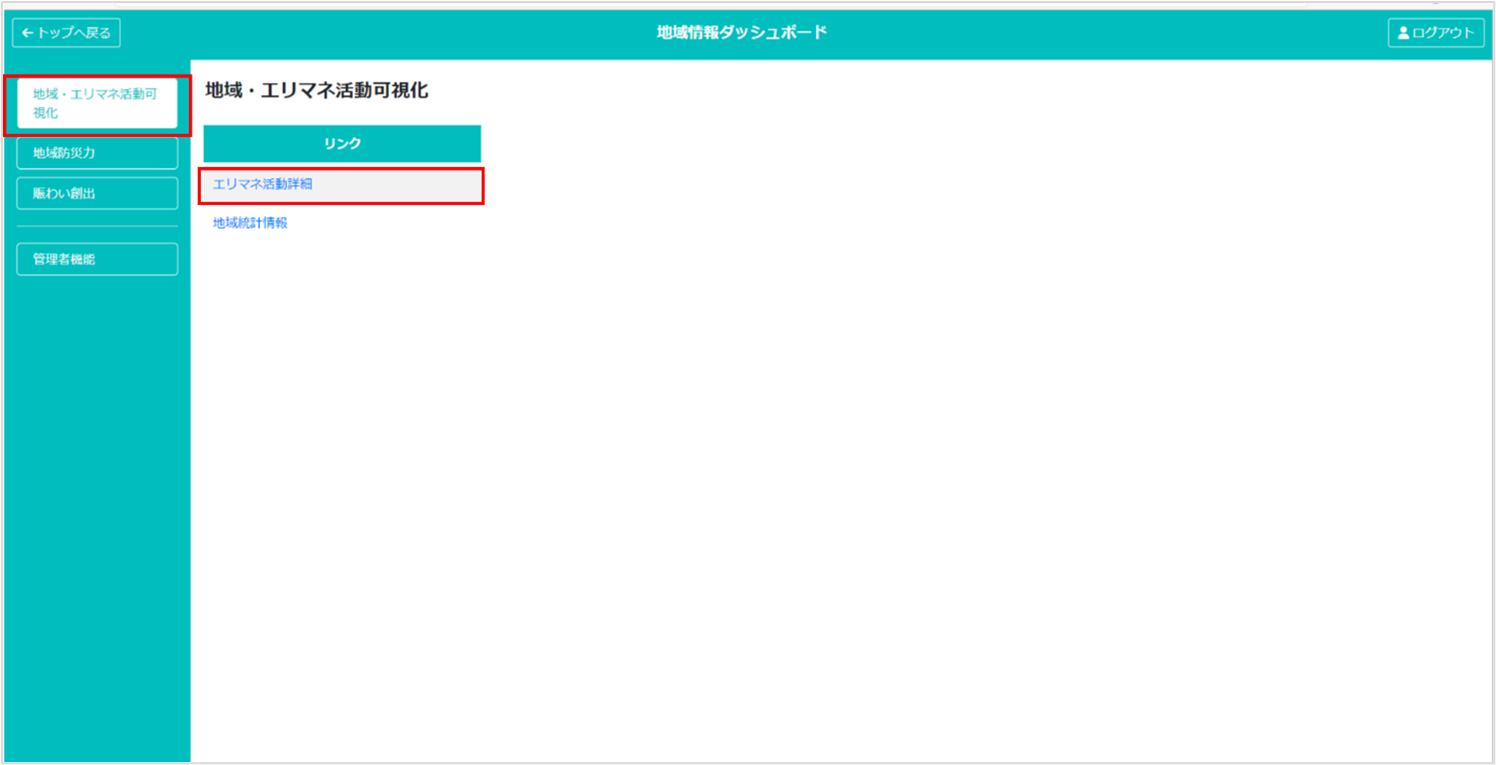 トップへ戻る
地域情報ダッシュボード
ログアウト
地域・エリマネ活動可
視化
地域防災力
賑わい創出
管理者機能
地域・エリマネ活動可視化
リンク
エリマネ活動詳細
地域統計情報